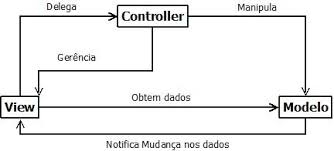 Delega
Controller
Manipula
Gerência
View
Obtem dados
Modelo
Notifica Mudança nos dados